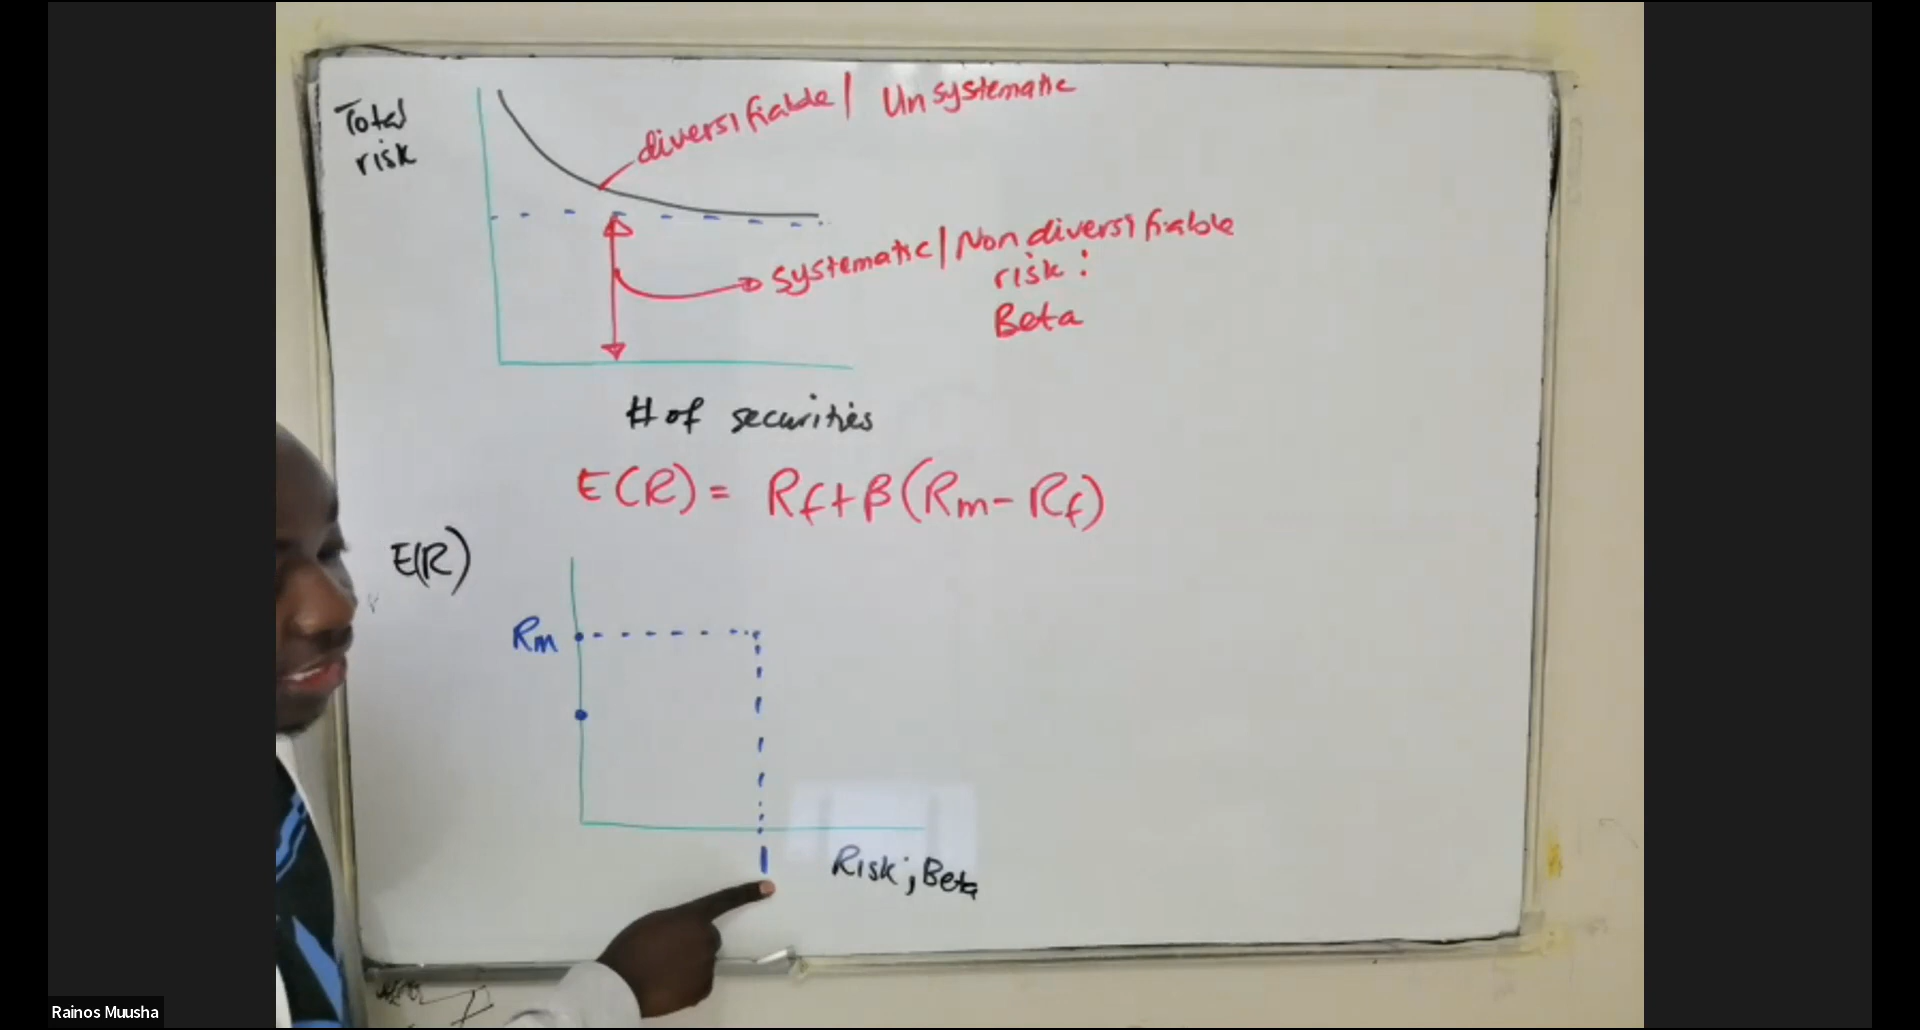 Total
risk
diversifiable / Unsystematic
systematic / Non diversifiable
risk :
Beta
# of securities
E(R) = Rf + β (Rm - Rf)
E(R)
Rm
1
Risk ; Beta
Rainos Muusha